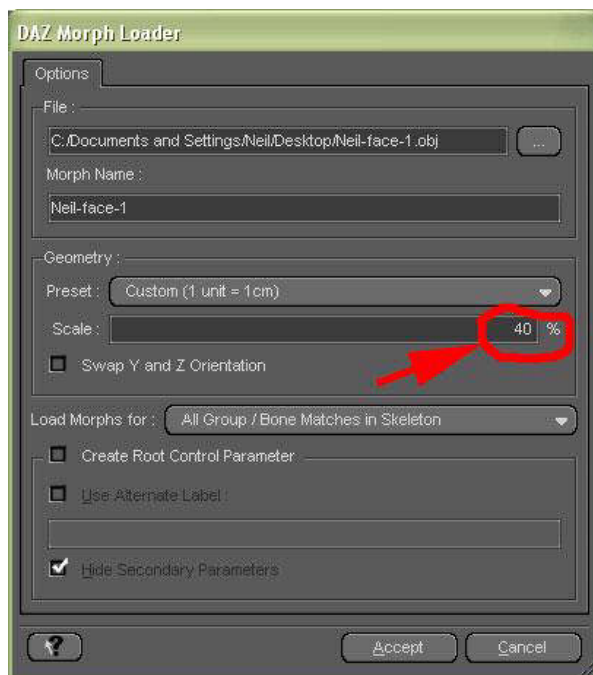 DAZ Morph Loader
Options
File :
C:/Documents and Settings/Neil/Desktop/Neil-face-1.obj ...
Morph Name :
Neil-face-1
Geometry :
Preset : Custom (1 unit = 1cm)
Scale : 40 %
Swap Y and Z Orientation
Load Morphs for : All Group / Bone Matches in Skeleton
Create Root Control Parameter
Use Alternate Label :
Hide Secondary Parameters
? Accept Cancel